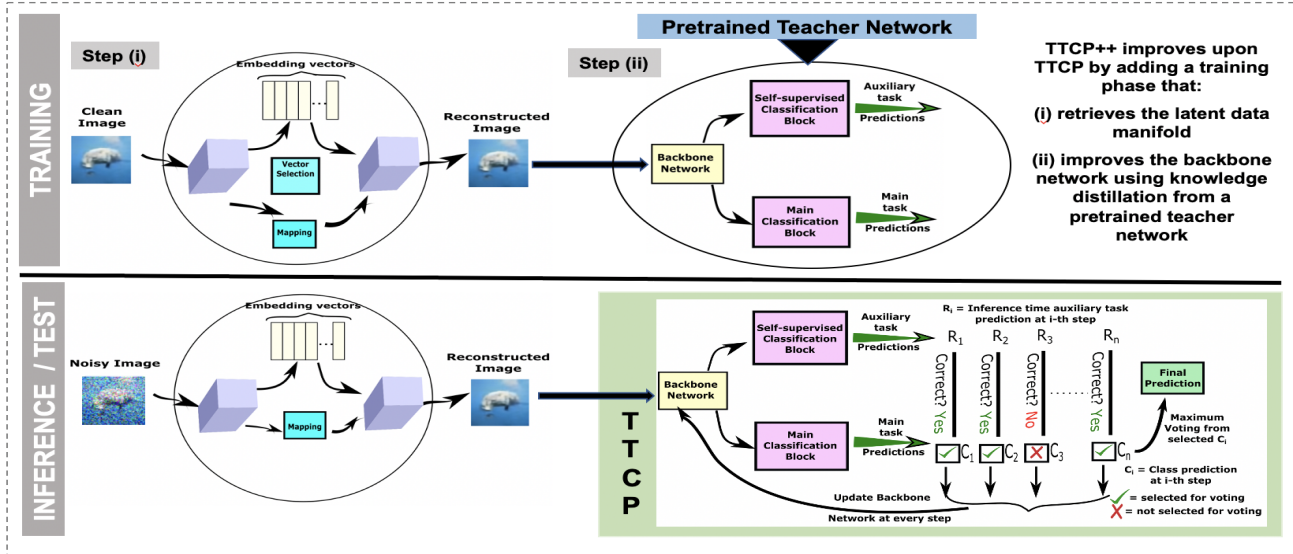 TRAINING
Step (i)
Embedding vectors
Clean
Image
Vector
Selection
Mapping
Reconstructed
Image
Pretrained Teacher Network
Step (ii)
Backbone
Network
Self-supervised
Classification
Block
Auxiliary
task
Predictions
Main
Classification
Block
Main
task
Predictions
TTCP++ improves upon
TTCP by adding a training
phase that:
(i) retrieves the latent data
manifold
(ii) improves the backbone
network using knowledge
distillation from a
pretrained teacher
network
INFERENCE / TEST
Embedding vectors
Noisy Image
Mapping
Reconstructed
Image
TTCP
Backbone
Network
Self-supervised
Classification
Block
Auxiliary
task
Predictions
Main
Classification
Block
Main
task
Predictions
Ri = Inference time auxiliary task
prediction at i-th step
R1 R2 R3 Rn
Correct? Yes
Correct? Yes
Correct? No
Correct? Yes
C1 C2 C3 Cn
Final
Prediction
Maximum
Voting from
selected Ci
Ci = Class prediction
at i-th step
✓ = selected for voting
✗ = not selected for voting
Update Backbone
Network at every step